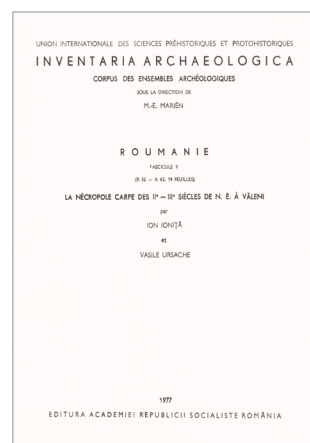 UNION INTERNATIONALE DES SCIENCES PRÉHISTORIQUES ET PROTOHISTORIQUES
INVENTARIA ARCHAEOLOGICA
CORPUS DES ENSEMBLES ARCHÉOLOGIQUES
SOUS LA DIRECTION DE
M.-E. MARIËN
ROUMANIE
FASCICULE 9
(R 52 — R 63, 14 FEUILLES)
LA NÉCROPOLE CARPE DES IIe – IIIe SIÈCLES DE N. È. À VĂLENI
par
ION IONIŢĂ
et
VASILE URSACHE
1977
EDITURA ACADEMIEI REPUBLICII SOCIALISTE ROMÂNIA